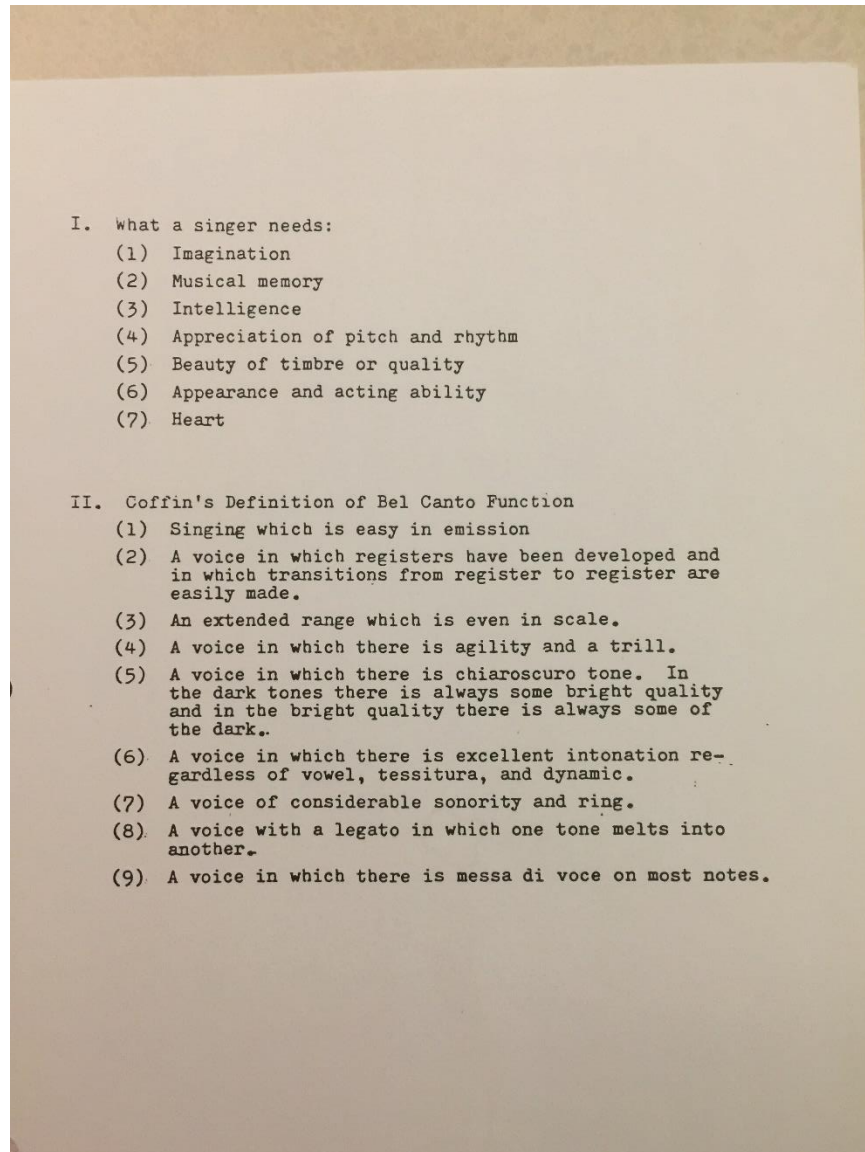 I. What a singer needs:
(1) Imagination
(2) Musical memory
(3) Intelligence
(4) Appreciation of pitch and rhythm
(5) Beauty of timbre or quality
(6) Appearance and acting ability
(7) Heart
II. Coffin's Definition of Bel Canto Function
(1) Singing which is easy in emission
(2) A voice in which registers have been developed and
in which transitions from register to register are
easily made.
(3) An extended range which is even in scale.
(4) A voice in which there is agility and a trill.
(5) A voice in which there is chiaroscuro tone. In
the dark tones there is always some bright quality
and in the bright quality there is always some of
the dark.
(6) A voice in which there is excellent intonation re-
gardless of vowel, tessitura, and dynamic.
(7) A voice of considerable sonority and ring.
(8) A voice with a legato in which one tone melts into
another.
(9) A voice in which there is messa di voce on most notes.